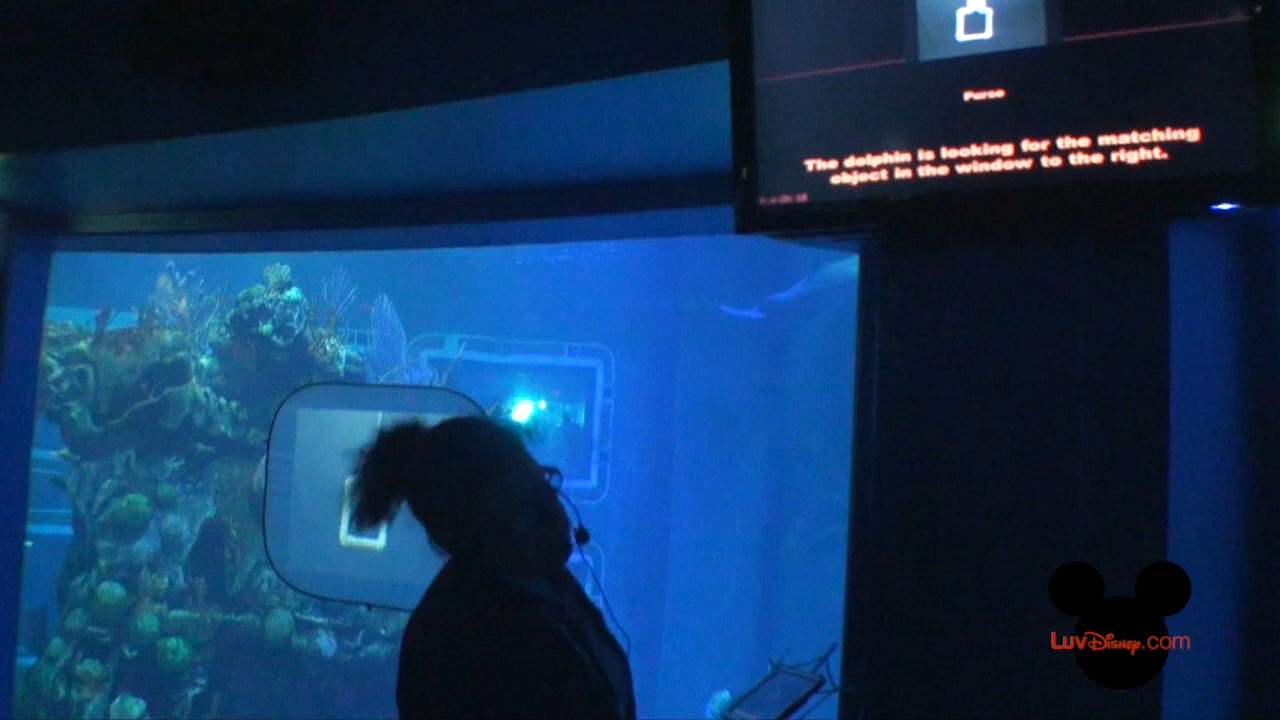 Purse
The dolphin is looking for the matching
object in the window to the right.
LuvDisney.com